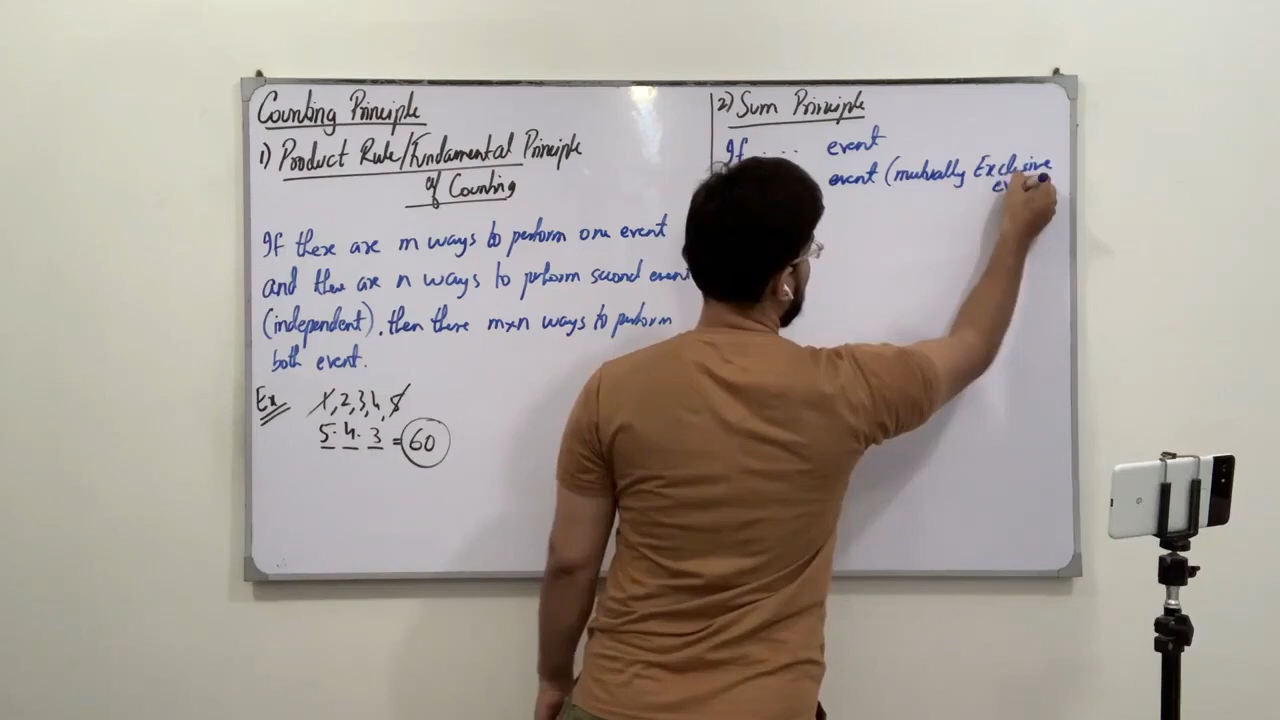 Counting Principle
1) Product Rule/Fundamental Principle
of Counting
If there are m ways to perform one event
and there are n ways to perform second event
(independent), then there m×n ways to perform
both event.
Ex 1, 2, 3, 4, 5
5. 4. 3 = 60
2) Sum Principle
If .... event
event (mutually Exclusive
G